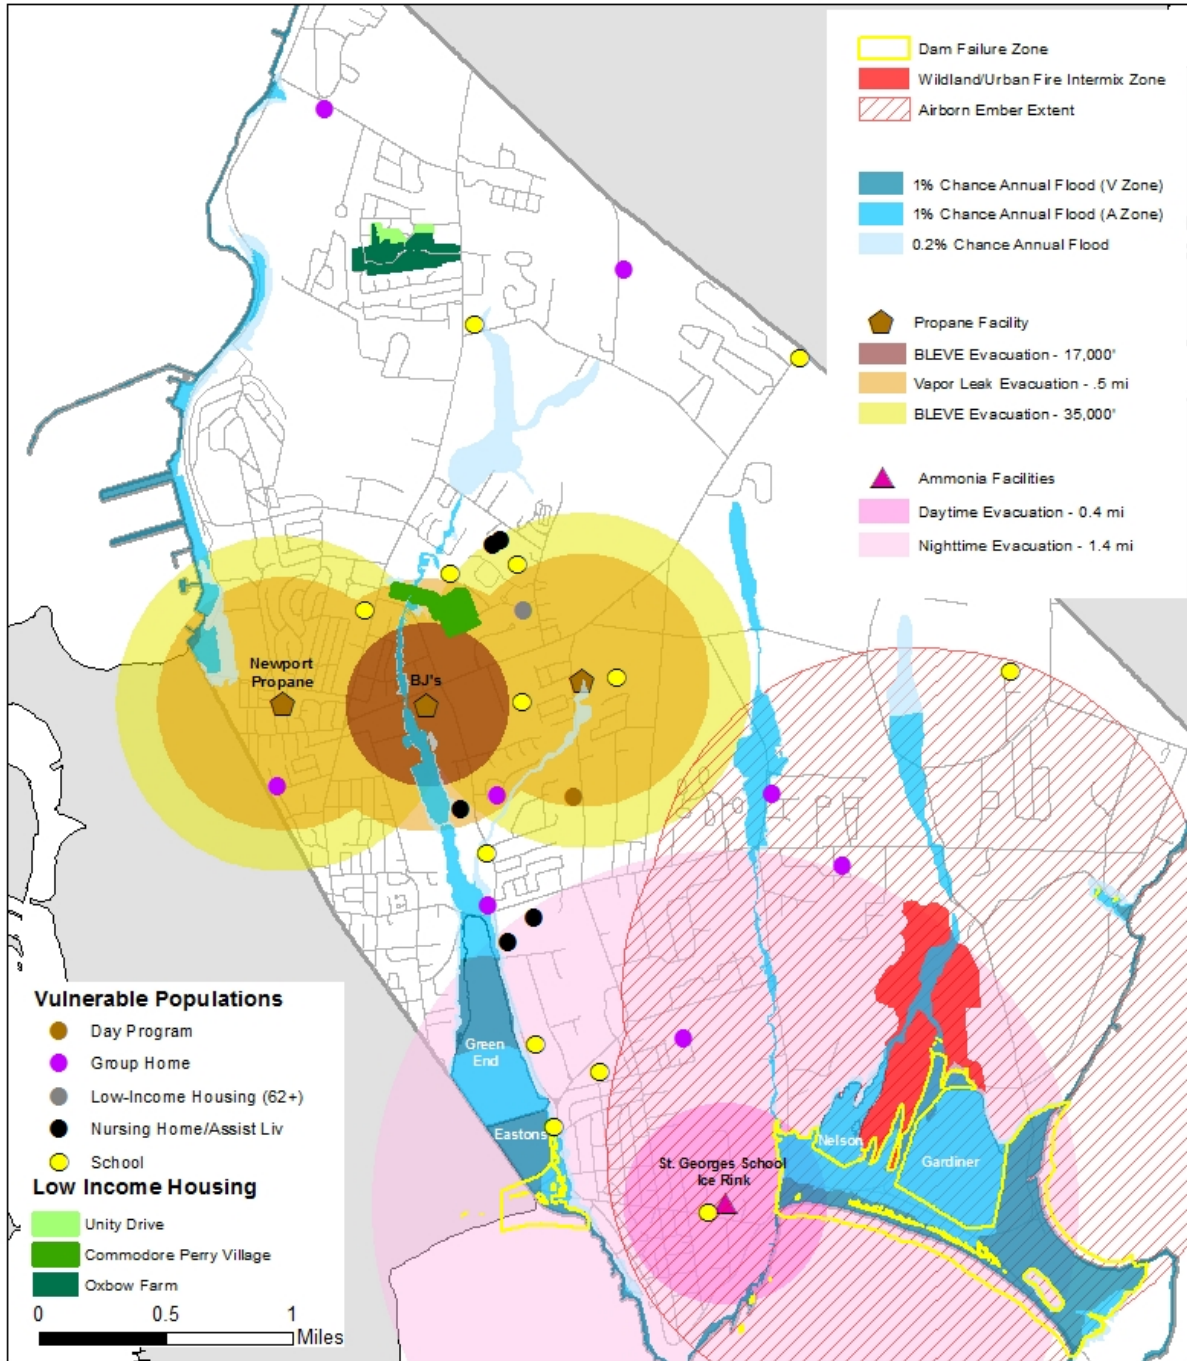 Dam Failure Zone
Wildland/Urban Fire Intermix Zone
Airborn Ember Extent
1% Chance Annual Flood (V Zone)
1% Chance Annual Flood (A Zone)
0.2% Chance Annual Flood
Propane Facility
BLEVE Evacuation - 17,000'
Vapor Leak Evacuation - .5 mi
BLEVE Evacuation - 35,000'
Ammonia Facilities
Daytime Evacuation - 0.4 mi
Nighttime Evacuation - 1.4 mi
Newport
Propane
BJ's
Green
End
Eastons
Nelson
Gardiner
St. Georges School
Ice Rink
Vulnerable Populations
Day Program
Group Home
Low-Income Housing (62+)
Nursing Home/Assist Liv
School
Low Income Housing
Unity Drive
Commodore Perry Village
Oxbow Farm
0 0.5 1
Miles